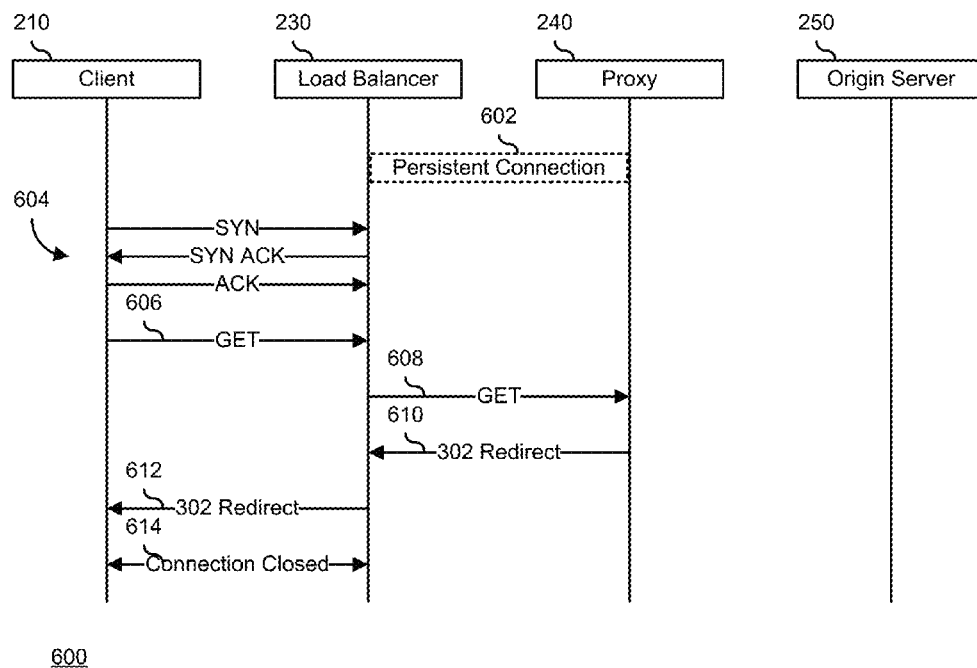 210 230 240 250
Client Load Balancer Proxy Origin Server
602
Persistent Connection
604
SYN
SYN ACK
ACK
606
GET
608
GET
610
302 Redirect
612
302 Redirect
614
Connection Closed
600